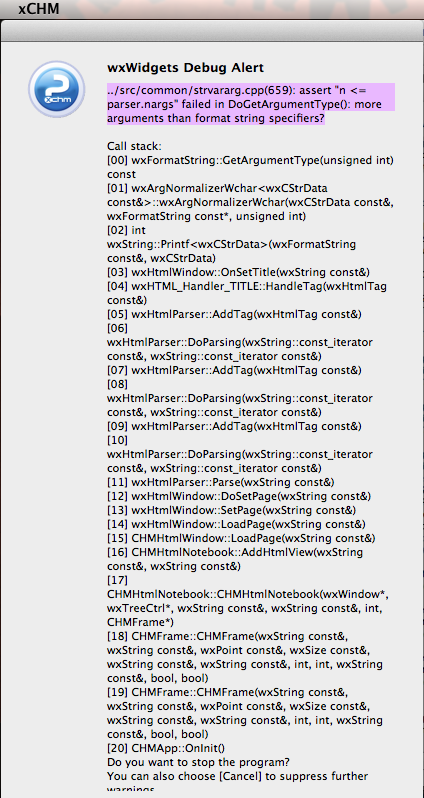 xCHM
xchm
wxWidgets Debug Alert
../src/common/strvararg.cpp(659): assert "n <=
parser.nargs" failed in DoGetArgumentType(): more
arguments than format string specifiers?
Call stack:
[00] wxFormatString::GetArgumentType(unsigned int)
const
[01] wxArgNormalizerWchar<wxCStrData
const&>::wxArgNormalizerWchar(wxCStrData const&,
wxFormatString const*, unsigned int)
[02] int
wxString::Printf<wxCStrData>(wxFormatString
const&, wxCStrData)
[03] wxHtmlWindow::OnSetTitle(wxString const&)
[04] wxHTML_Handler_TITLE::HandleTag(wxHtmlTag
const&)
[05] wxHtmlParser::AddTag(wxHtmlTag const&)
[06]
wxHtmlParser::DoParsing(wxString::const_iterator
const&, wxString::const_iterator const&)
[07] wxHtmlParser::AddTag(wxHtmlTag const&)
[08]
wxHtmlParser::DoParsing(wxString::const_iterator
const&, wxString::const_iterator const&)
[09] wxHtmlParser::AddTag(wxHtmlTag const&)
[10]
wxHtmlParser::DoParsing(wxString::const_iterator
const&, wxString::const_iterator const&)
[11] wxHtmlParser::Parse(wxString const&)
[12] wxHtmlWindow::DoSetPage(wxString const&)
[13] wxHtmlWindow::SetPage(wxString const&)
[14] wxHtmlWindow::LoadPage(wxString const&)
[15] CHMHtmlWindow::LoadPage(wxString const&)
[16] CHMHtmlNotebook::AddHtmlView(wxString
const&, wxString const&)
[17]
CHMHtmlNotebook::CHMHtmlNotebook(wxWindow*,
wxTreeCtrl*, wxString const&, wxString const&, int,
CHMFrame*)
[18] CHMFrame::CHMFrame(wxString const&,
wxString const&, wxPoint const&, wxSize const&,
wxString const&, wxString const&, int, int, wxString
const&, bool, bool)
[19] CHMFrame::CHMFrame(wxString const&,
wxString const&, wxPoint const&, wxSize const&,
wxString const&, wxString const&, int, int, wxString
const&, bool, bool)
[20] CHMApp::OnInit()
Do you want to stop the program?
You can also choose [Cancel] to suppress further
warnings